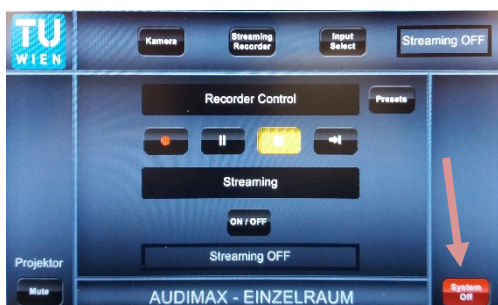 TU
WIEN
Kamera
Streaming
Recorder
Input
Select
Streaming OFF
Recorder Control
Presets
Streaming
ON / OFF
Streaming OFF
Projektor
Mute
AUDIMAX - EINZELRAUM
System
Off